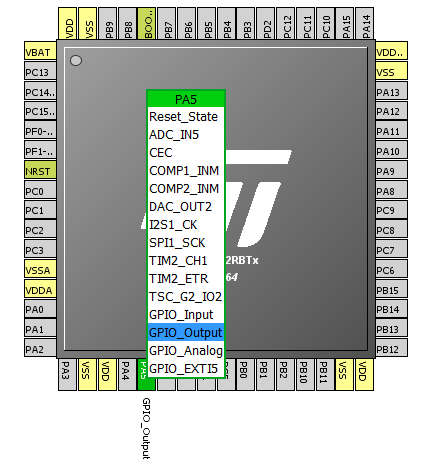 VDD
VSS
PB9
PB8
BOO..
PB7
PB6
PB5
PB4
PB3
PD2
PC12
PC11
PC10
PA15
PA14
VBAT
PC13
PC14..
PC15..
PF0-..
PF1-..
NRST
PC0
PC1
PC2
PC3
VSSA
VDDA
PA0
PA1
PA2
PA5
Reset_State
ADC_IN5
CEC
COMP1_INM
COMP2_INM
DAC_OUT2
I2S1_CK
SPI1_SCK
TIM2_CH1
TIM2_ETR
TSC_G2_IO2
GPIO_Input
GPIO_Output
GPIO_Analog
GPIO_EXTI5
2RBTx
64
VDD..
VSS
PA13
PA12
PA11
PA10
PA9
PA8
PC9
PC8
PC7
PC6
PB15
PB14
PB13
PB12
PA3
VSS
VDD
PA4
PA5
PB0
PB1
PB2
PB10
PB11
VSS
VDD
GPIO_Output